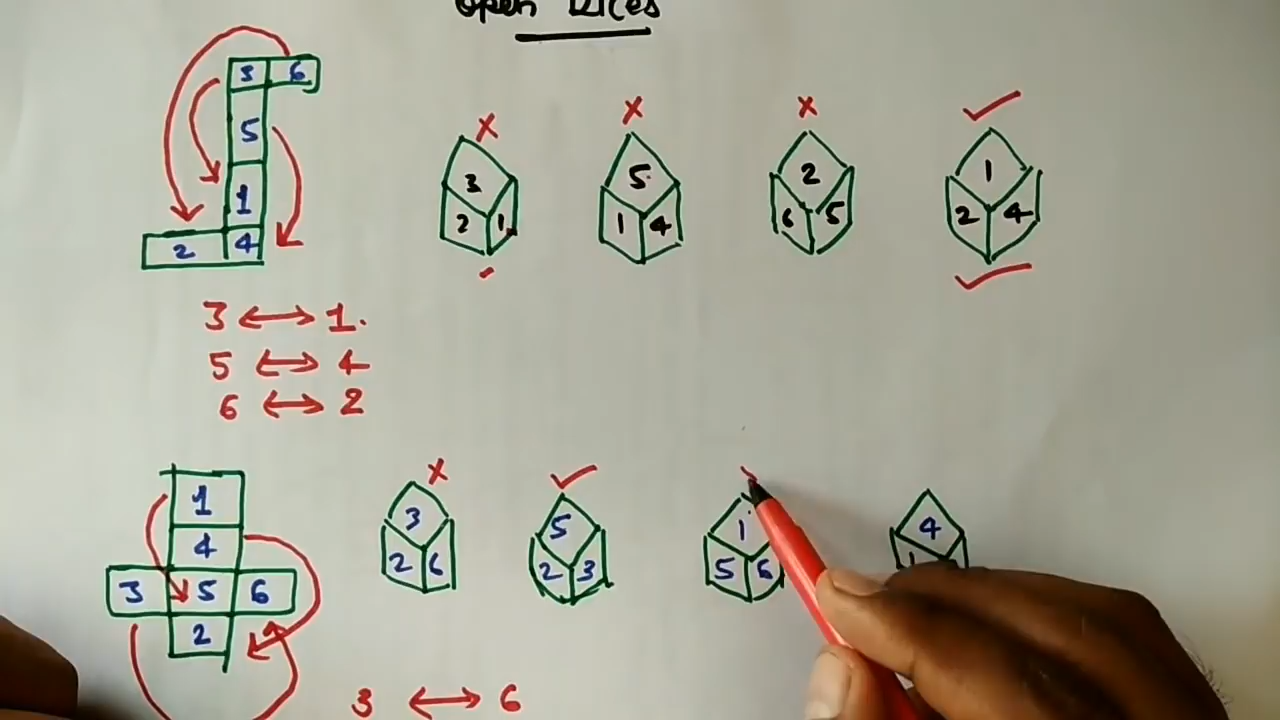 Open Dices
3 6
5
1
2 4
3 2 1
5 1 4
2 6 5
1 2 4
3 ↔ 1.
5 ↔ 4
6 ↔ 2
1
4
3 5 6
2
3 2 6
5 2 3
1 5 6
4
3 ↔ 6